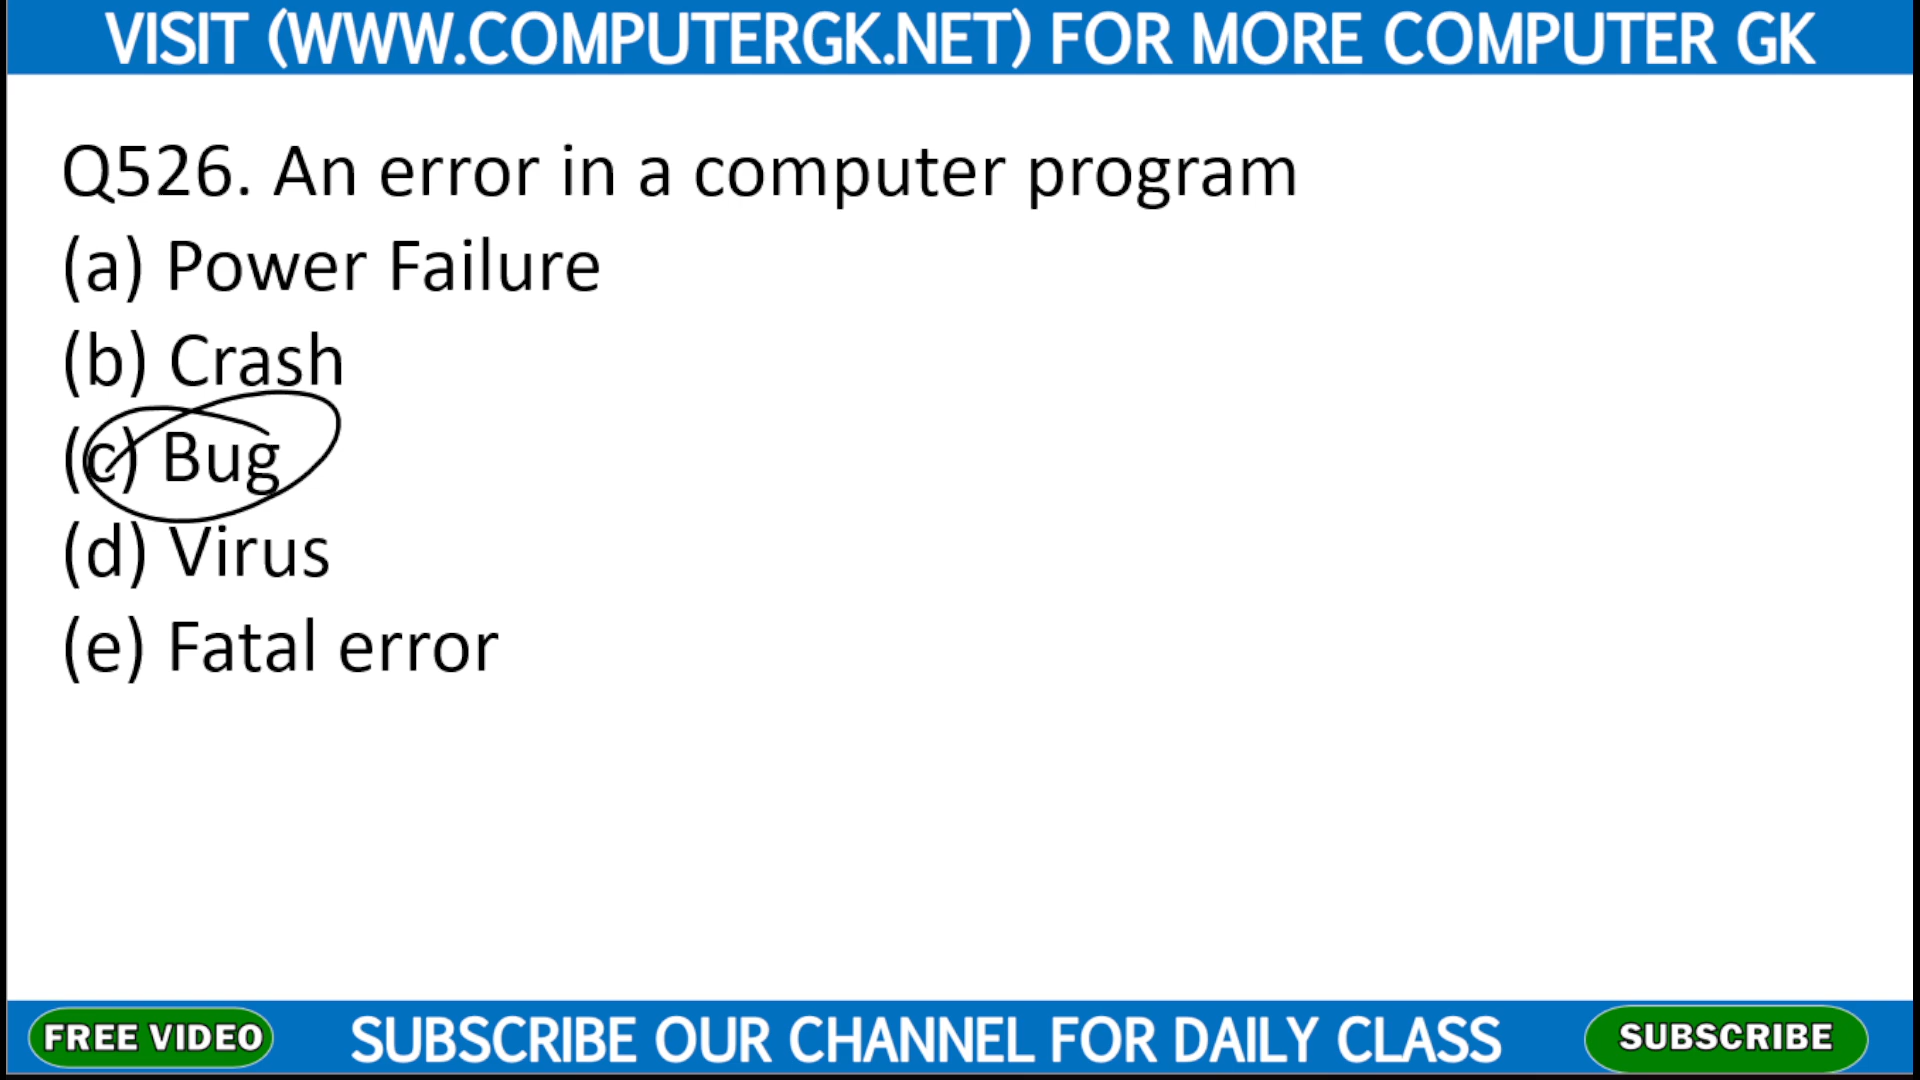 VISIT (WWW.COMPUTERGK.NET) FOR MORE COMPUTER GK
Q526. An error in a computer program
(a) Power Failure
(b) Crash
(c) Bug
(d) Virus
(e) Fatal error
FREE VIDEO SUBSCRIBE OUR CHANNEL FOR DAILY CLASS SUBSCRIBE